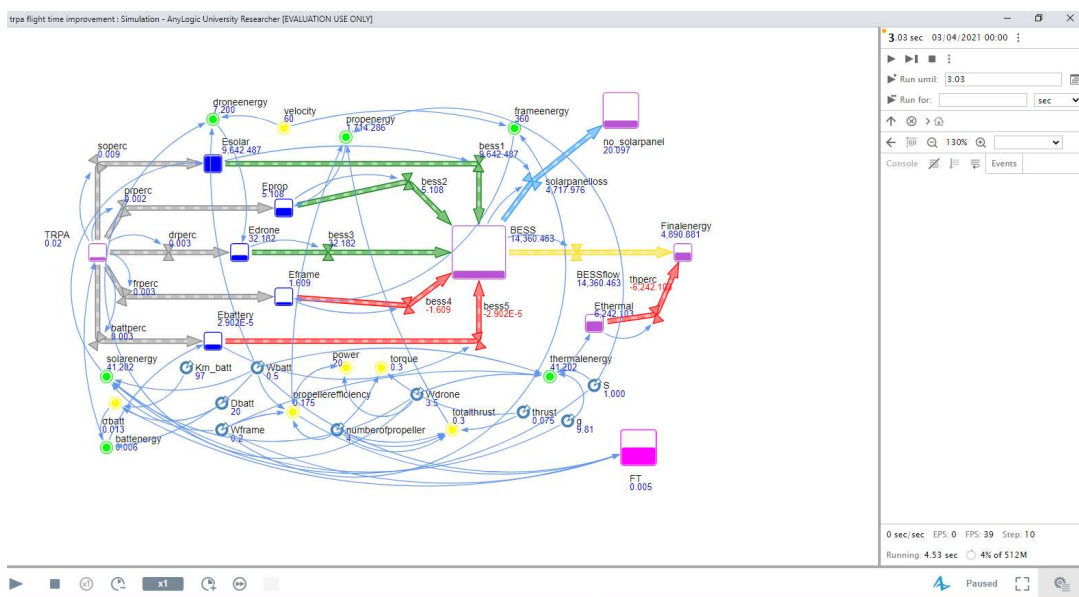 trpa flight time improvement : Simulation - AnyLogic University Researcher [EVALUATION USE ONLY]
3.03 sec 03/04/2021 00:00
Run until: 3.03
Run for: sec
130%
Console Events
droneenergy
7,200
velocity
60
propenergy
1,714.286
frameenergy
360
no_solarpanel
20.097
soperc
0.009
Esolar
9,642.487
bess1
9,642.487
solarpanelloss
4,717.976
prperc
0.002
Eprop
5.108
bess2
5.108
TRPA
0.02
drperc
0.003
Edrone
32.182
bess3
32.182
BESS
14,360.463
Finalenergy
4,890.881
frperc
0.003
Eframe
1.609
bess4
-1.609
BESSflow
14,360.463
thperc
-6,242.103
battperc
0.003
Ebattery
2.902E-5
bess5
-2.902E-5
Ethermal
6,242.103
solarenergy
41.202
Km_batt
97
Wbatt
0.5
power
20
torque
0.3
thermalenergy
41.202
S
1,000
σbatt
0.013
Dbatt
20
propellerefficiency
0.175
Wdrone
3.5
battenergy
0.006
Wframe
0.2
numberofpropeller
4
totalthrust
0.3
thrust
0.075
g
9.81
FT
0.005
0 sec/sec EPS: 0 FPS: 39 Step: 10
Running: 4.53 sec 4% of 512M
x1 x1 Paused